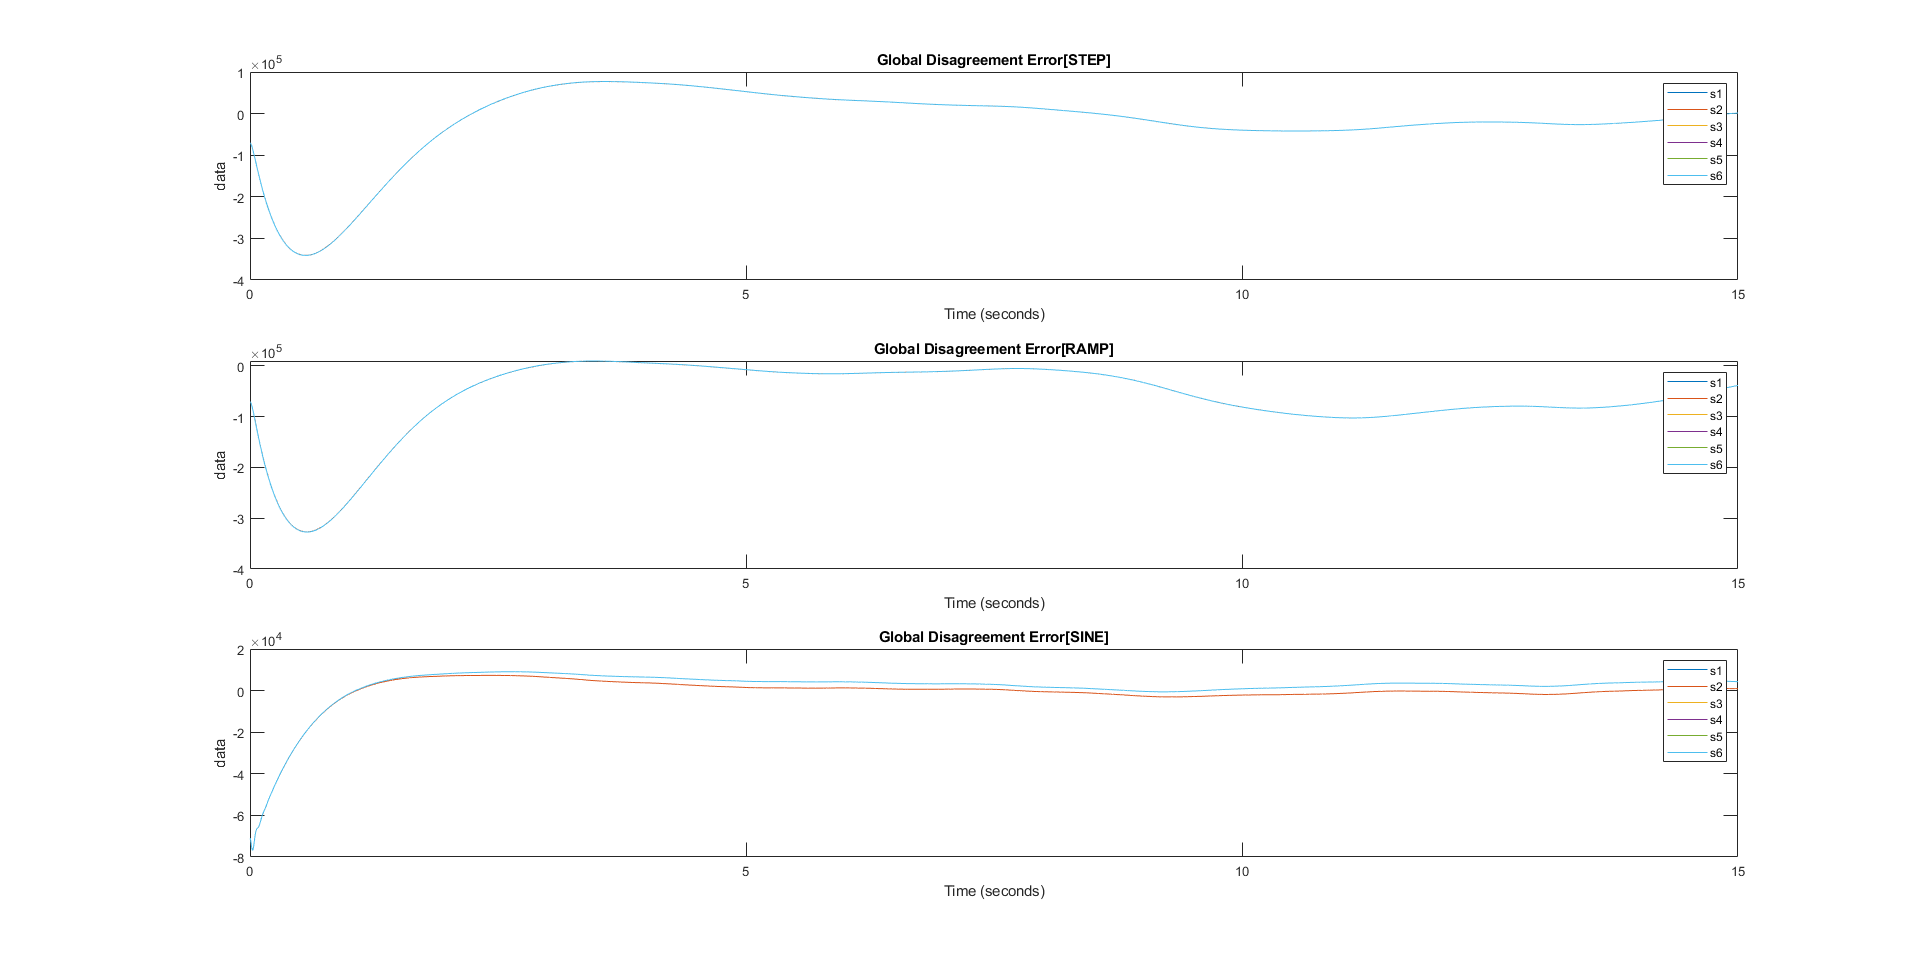 Global Disagreement Error[STEP]
×10^5
1
0
-1
-2
-3
-4
data
s1
s2
s3
s4
s5
s6
0 5 10 15
Time (seconds)
Global Disagreement Error[RAMP]
×10^5
0
-1
-2
-3
-4
data
s1
s2
s3
s4
s5
s6
0 5 10 15
Time (seconds)
Global Disagreement Error[SINE]
×10^4
2
0
-2
-4
-6
-8
data
s1
s2
s3
s4
s5
s6
0 5 10 15
Time (seconds)